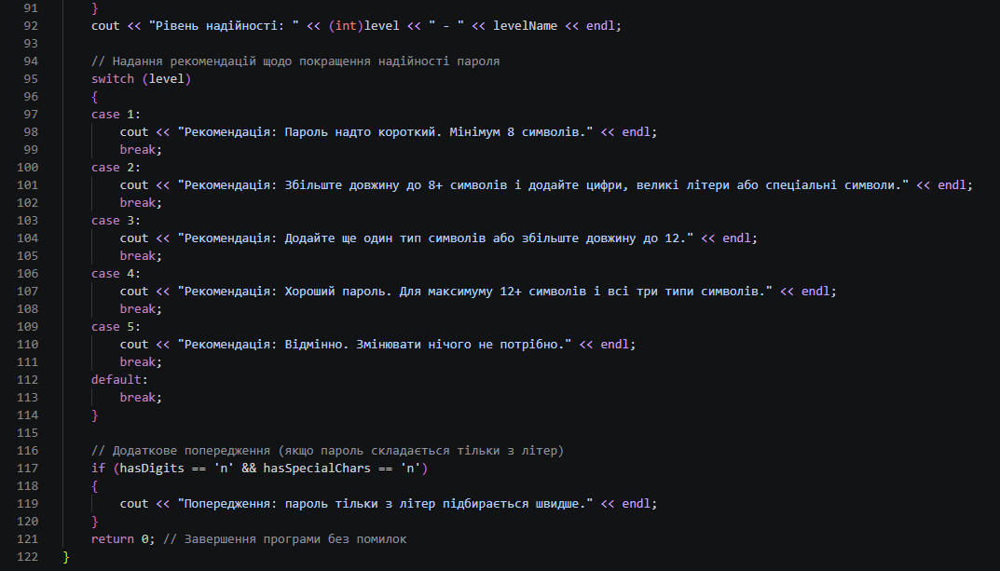 91 }
92 cout << "Рівень надійності: " << (int)level << " - " << levelName << endl;
93
94 // Надання рекомендацій щодо покращення надійності пароля
95 switch (level)
96 {
97 case 1:
98 cout << "Рекомендація: Пароль надто короткий. Мінімум 8 символів." << endl;
99 break;
100 case 2:
101 cout << "Рекомендація: Збільште довжину до 8+ символів і додайте цифри, великі літери або спеціальні символи." << endl;
102 break;
103 case 3:
104 cout << "Рекомендація: Додайте ще один тип символів або збільште довжину до 12." << endl;
105 break;
106 case 4:
107 cout << "Рекомендація: Хороший пароль. Для максимуму 12+ символів і всі три типи символів." << endl;
108 break;
109 case 5:
110 cout << "Рекомендація: Відмінно. Змінювати нічого не потрібно." << endl;
111 break;
112 default:
113 break;
114 }
115
116 // Додаткове попередження (якщо пароль складається тільки з літер)
117 if (hasDigits == 'n' && hasSpecialChars == 'n')
118 {
119 cout << "Попередження: пароль тільки з літер підбирається швидше." << endl;
120 }
121 return 0; // Завершення програми без помилок
122 }